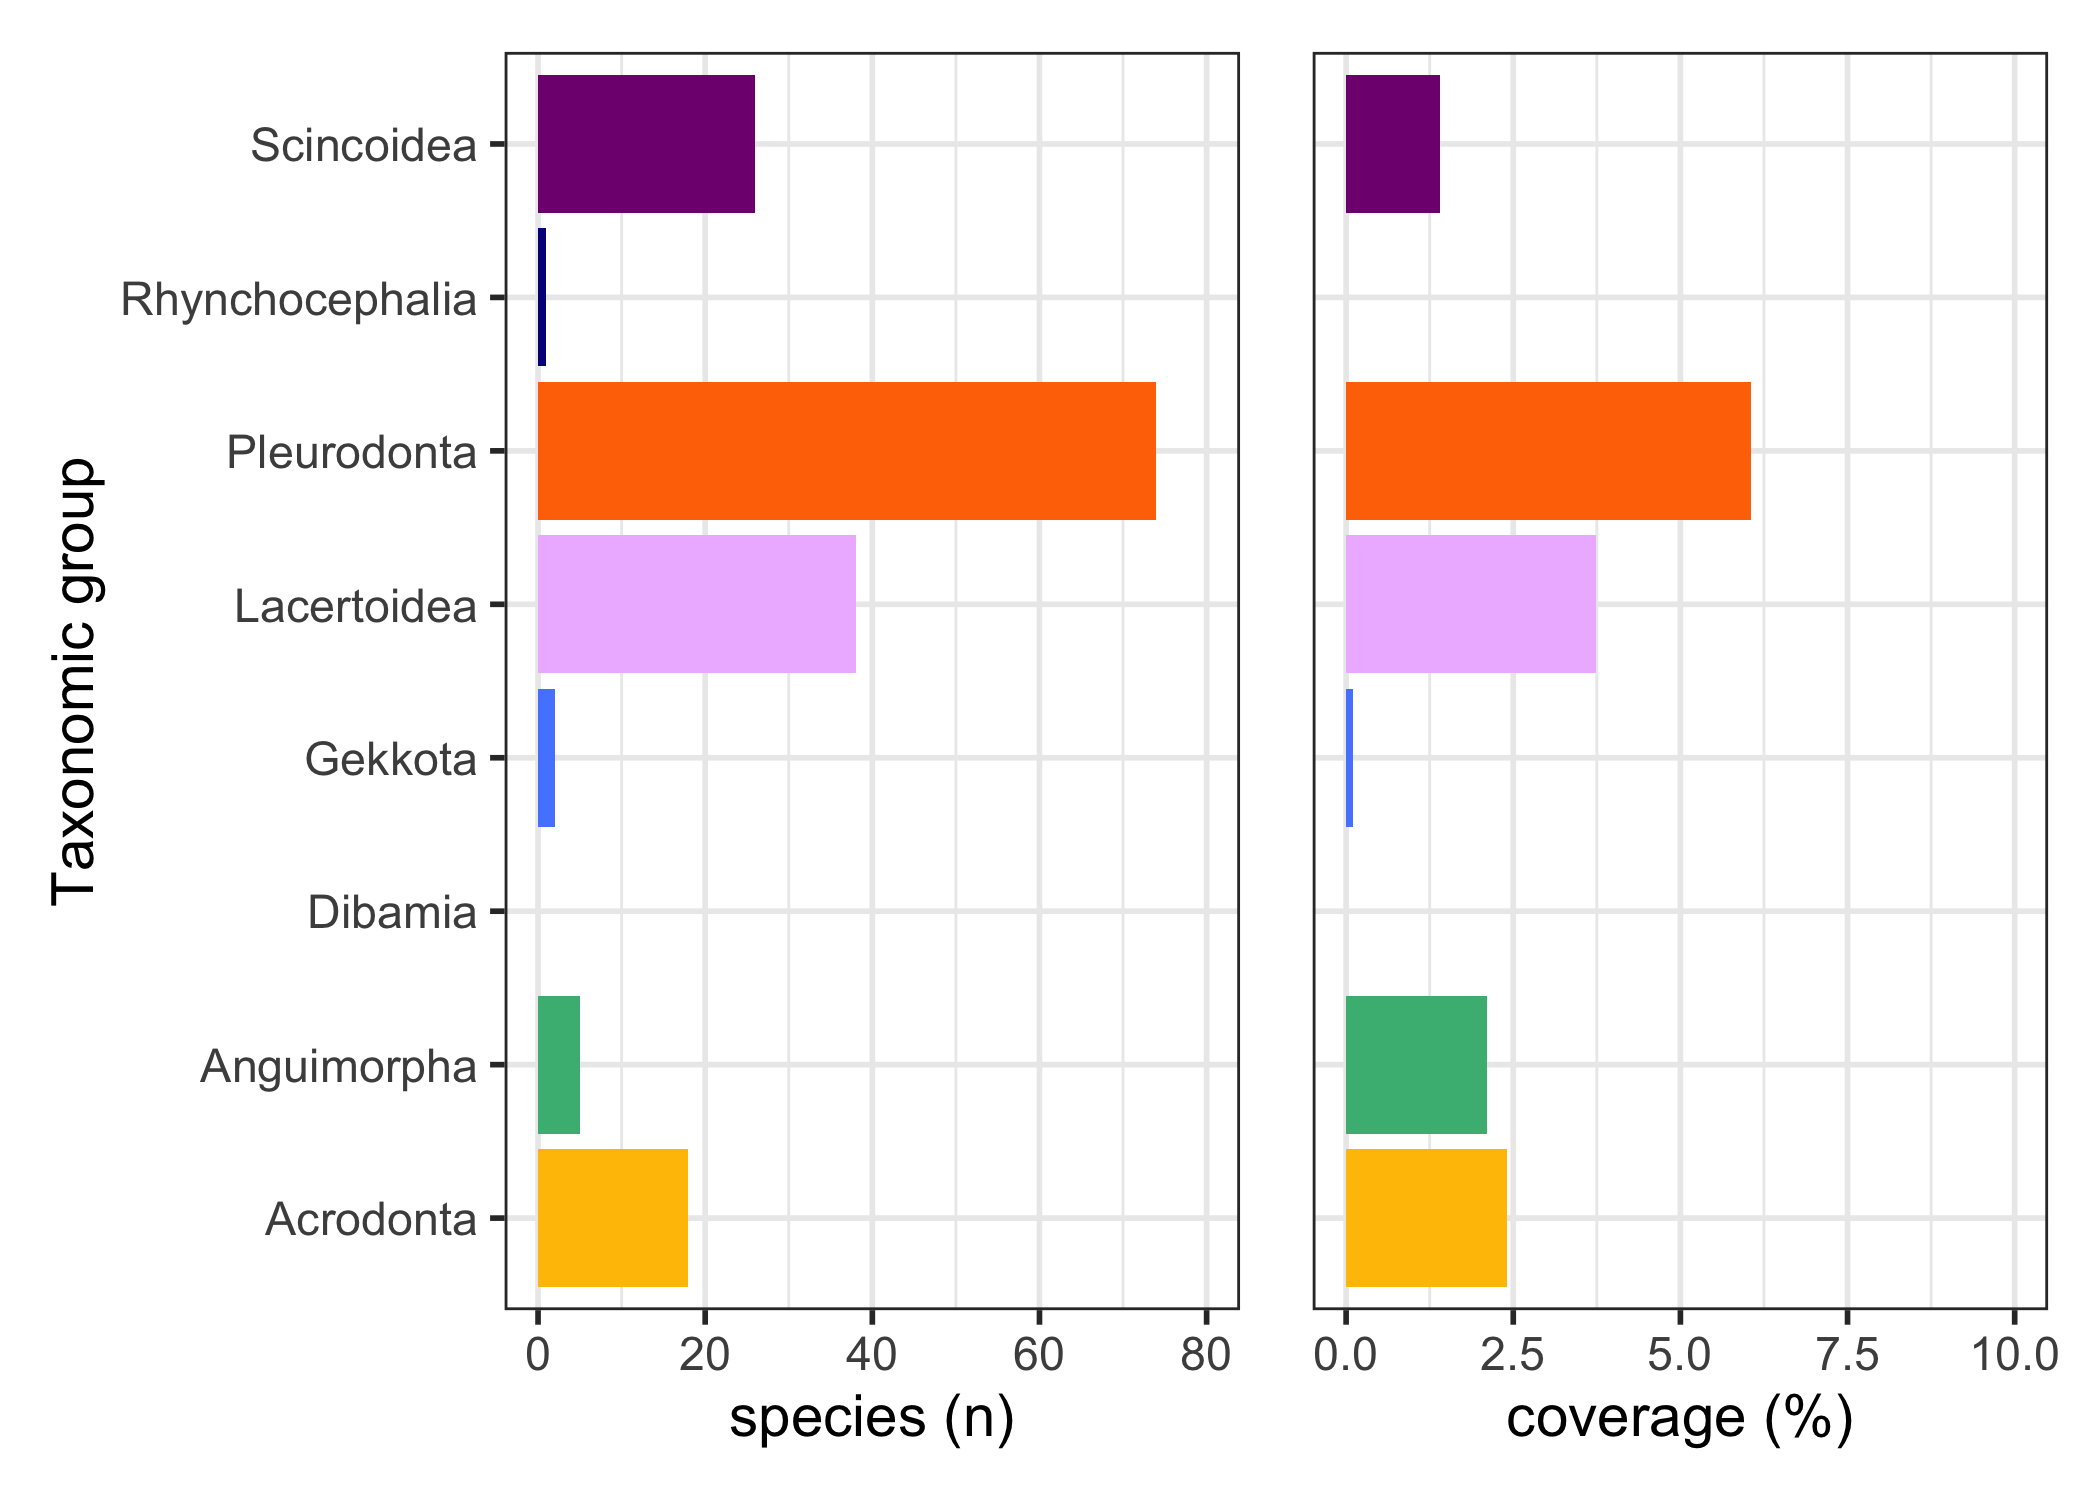 Taxonomic group
Scincoidea
Rhynchocephalia
Pleurodonta
Lacertoidea
Gekkota
Dibamia
Anguimorpha
Acrodonta
0 20 40 60 80
species (n)
0.0 2.5 5.0 7.5 10.0
coverage (%)